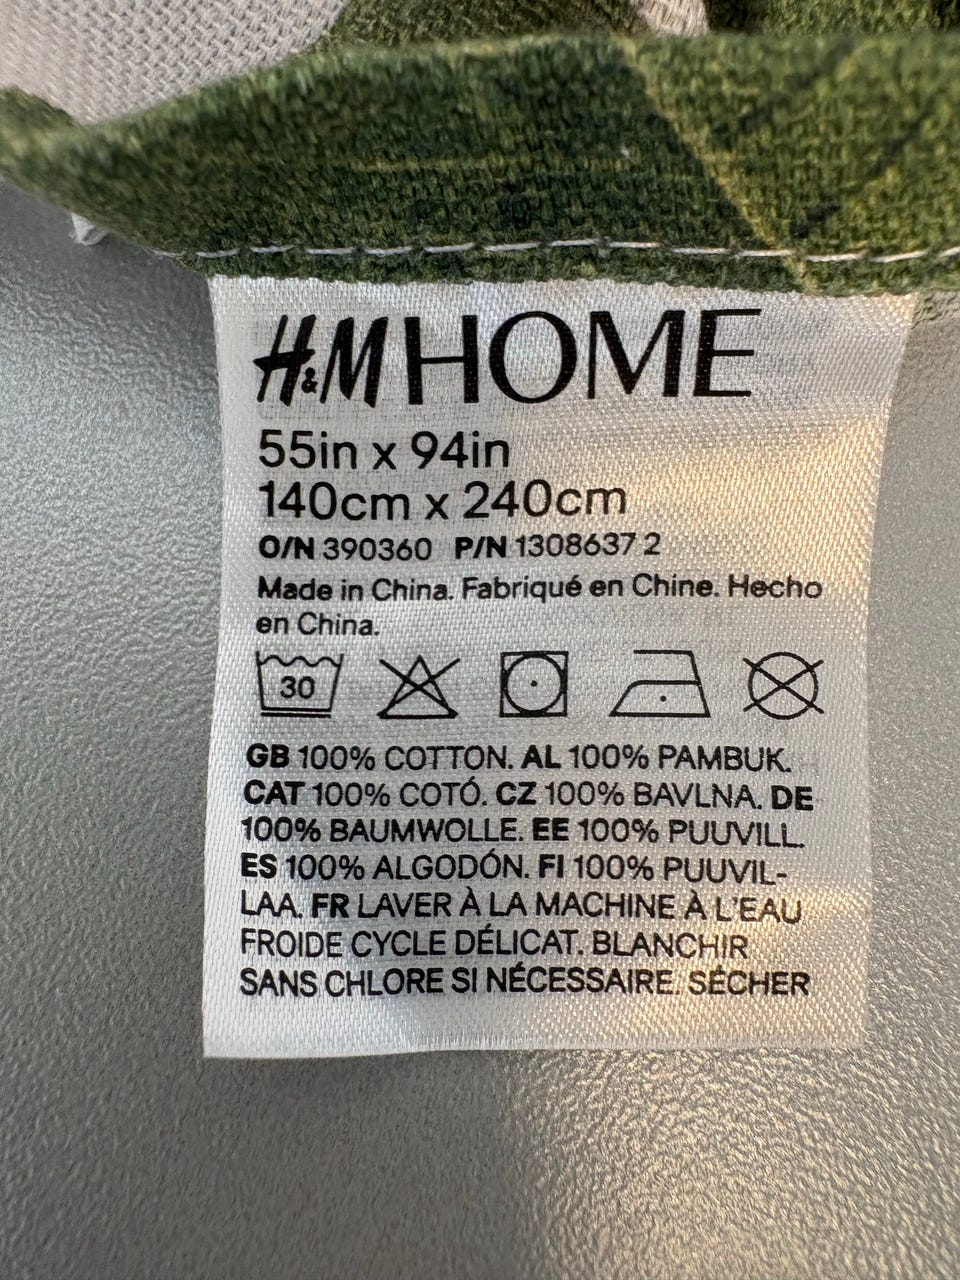 H&M HOME
55in x 94in
140cm x 240cm
O/N 390360 P/N 1308637 2
Made in China. Fabriqué en Chine. Hecho
en China.
30
GB 100% COTTON. AL 100% PAMBUK.
CAT 100% COTÓ. CZ 100% BAVLNA. DE
100% BAUMWOLLE. EE 100% PUUVILL.
ES 100% ALGODÓN. FI 100% PUUVIL-
LAA. FR LAVER À LA MACHINE À L'EAU
FROIDE CYCLE DÉLICAT. BLANCHIR
SANS CHLORE SI NÉCESSAIRE. SÉCHER